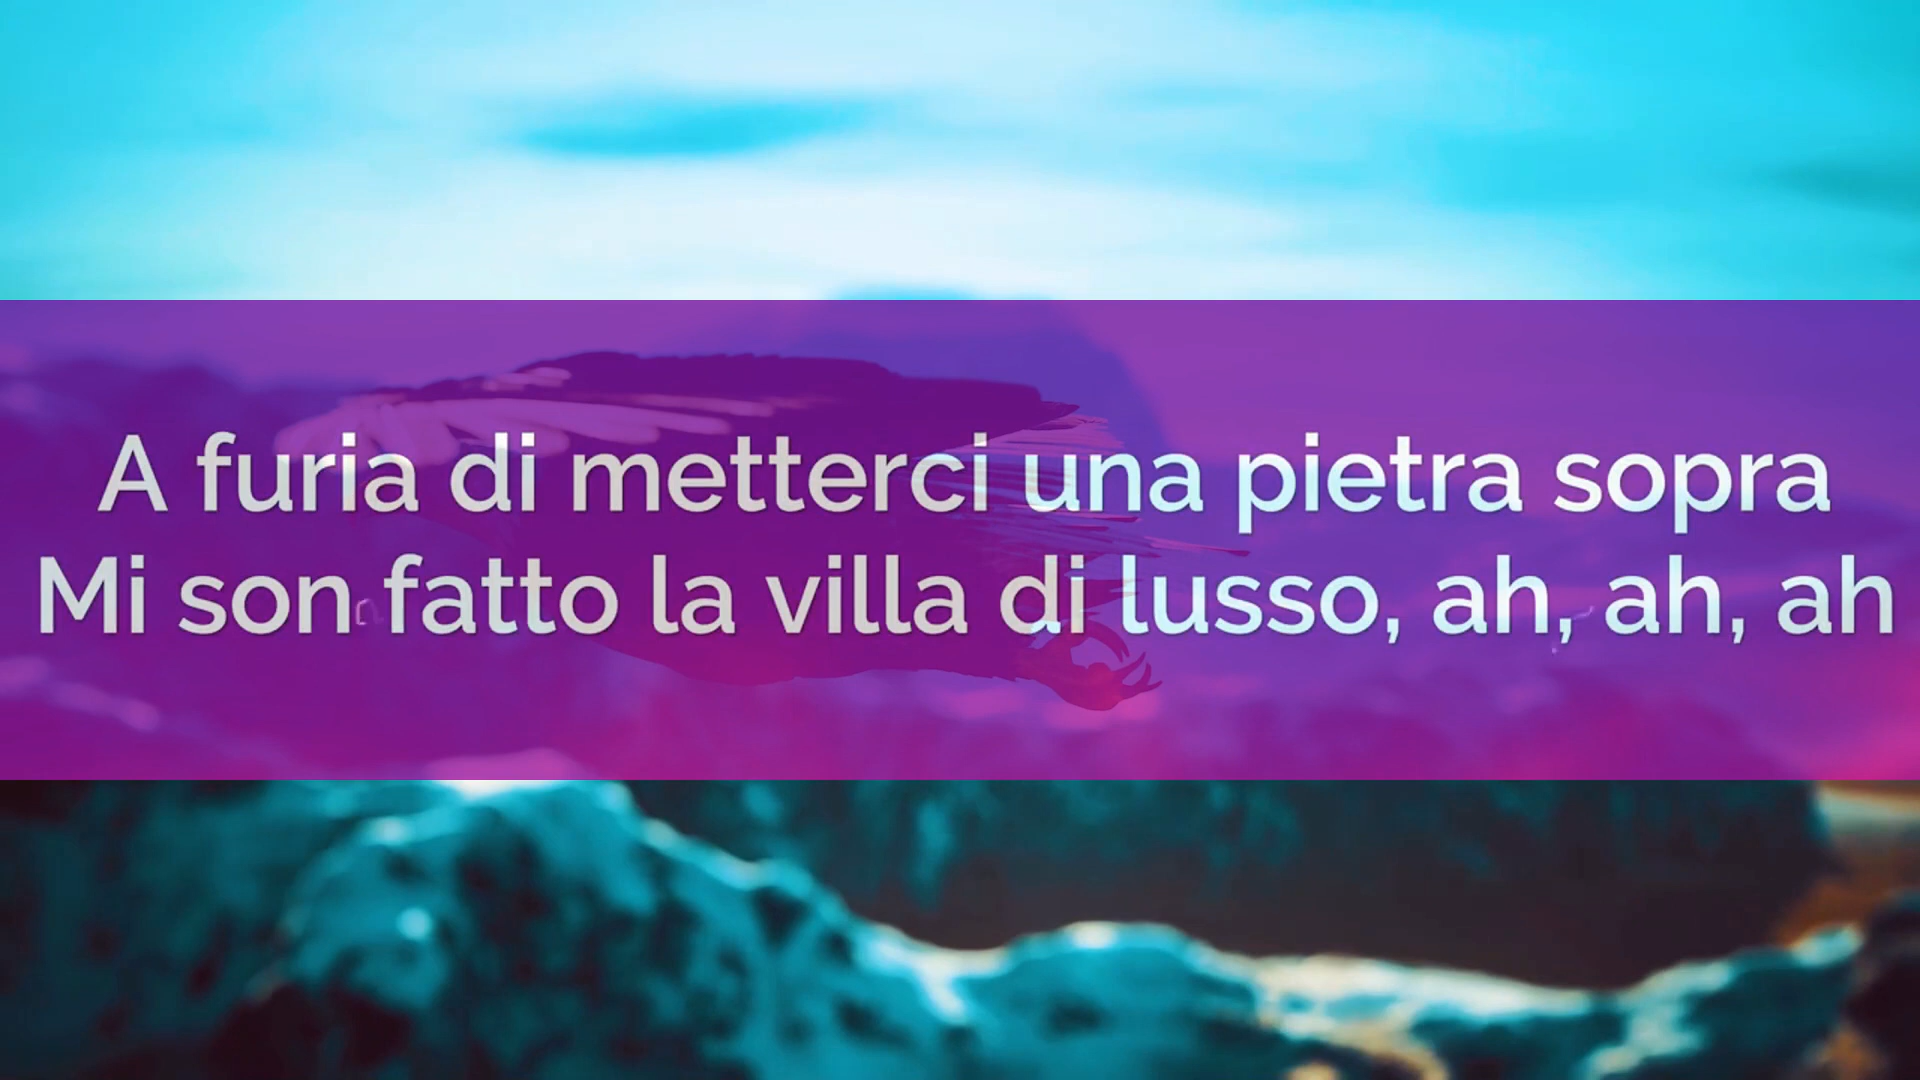 A furia di metterci una pietra sopra
Mi son fatto la villa di lusso, ah, ah, ah